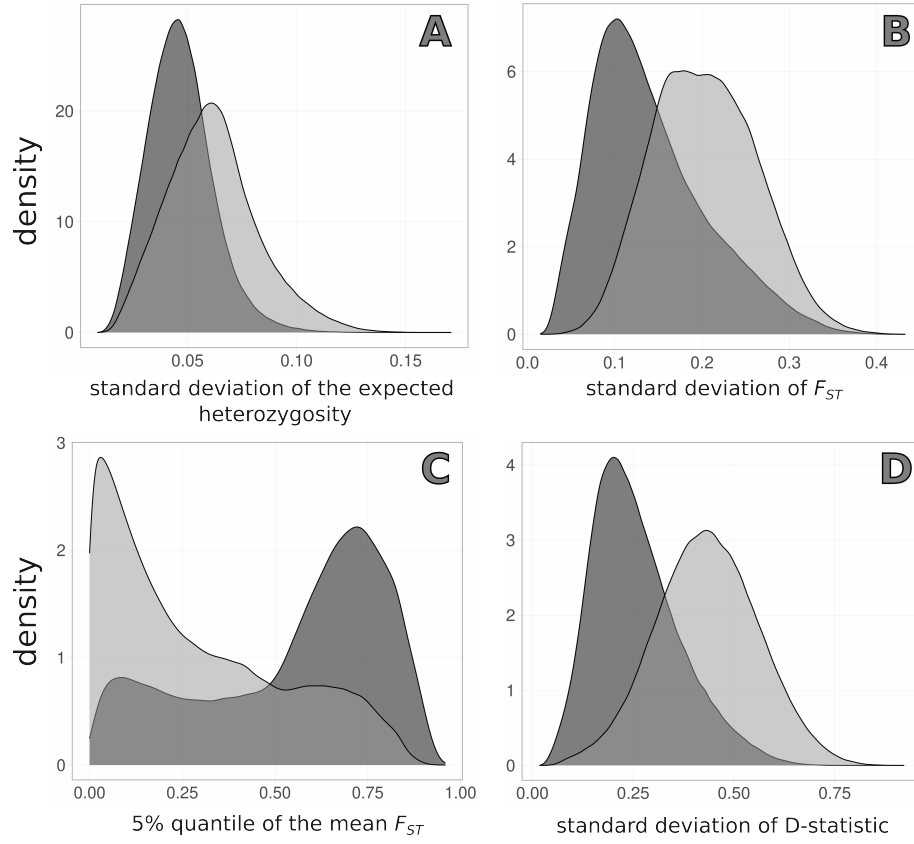 A
density
20
10
0
0.05 0.10 0.15
standard deviation of the expected
heterozygosity
B
6
4
2
0
0.0 0.1 0.2 0.3 0.4
standard deviation of FST
C
density
3
2
1
0
0.00 0.25 0.50 0.75 1.00
5% quantile of the mean FST
D
4
3
2
1
0
0.00 0.25 0.50 0.75
standard deviation of D-statistic